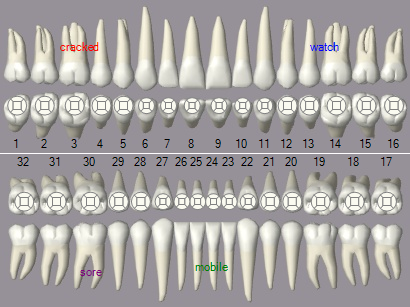 cracked watch
1 2 3 4 5 6 7 8 9 10 11 12 13 14 15 16
32 31 30 29 28 27 26 25 24 23 22 21 20 19 18 17
sore mobile